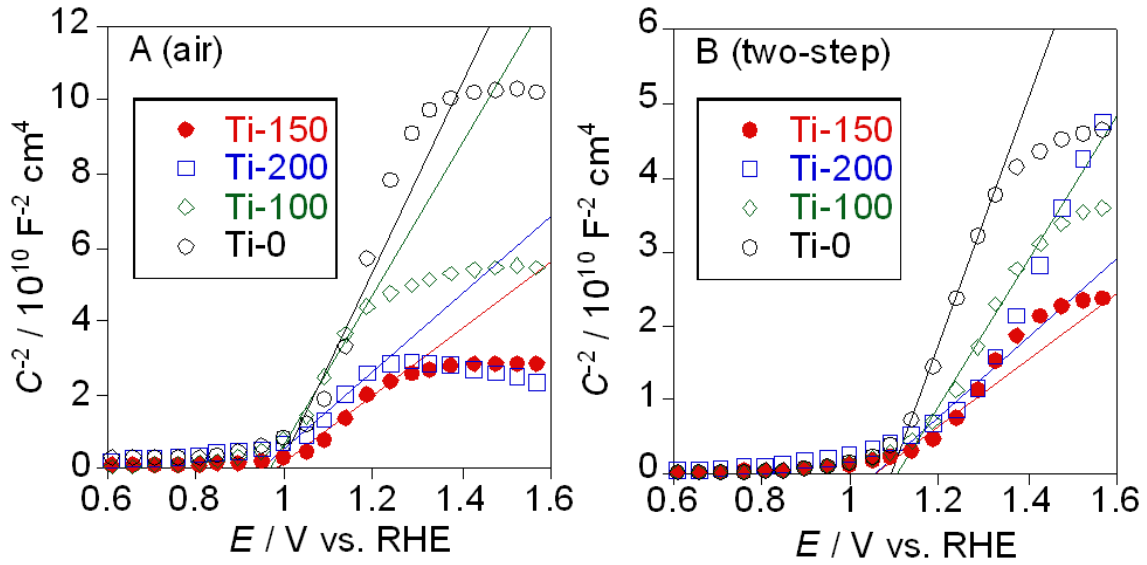 A (air)
Ti-150
Ti-200
Ti-100
Ti-0
12
10
8
6
4
2
0
0.6 0.8 1 1.2 1.4 1.6
C⁻² / 10¹⁰ F⁻² cm⁴
E / V vs. RHE
B (two-step)
Ti-150
Ti-200
Ti-100
Ti-0
6
5
4
3
2
1
0
0.6 0.8 1 1.2 1.4 1.6
C⁻² / 10¹⁰ F⁻² cm⁴
E / V vs. RHE